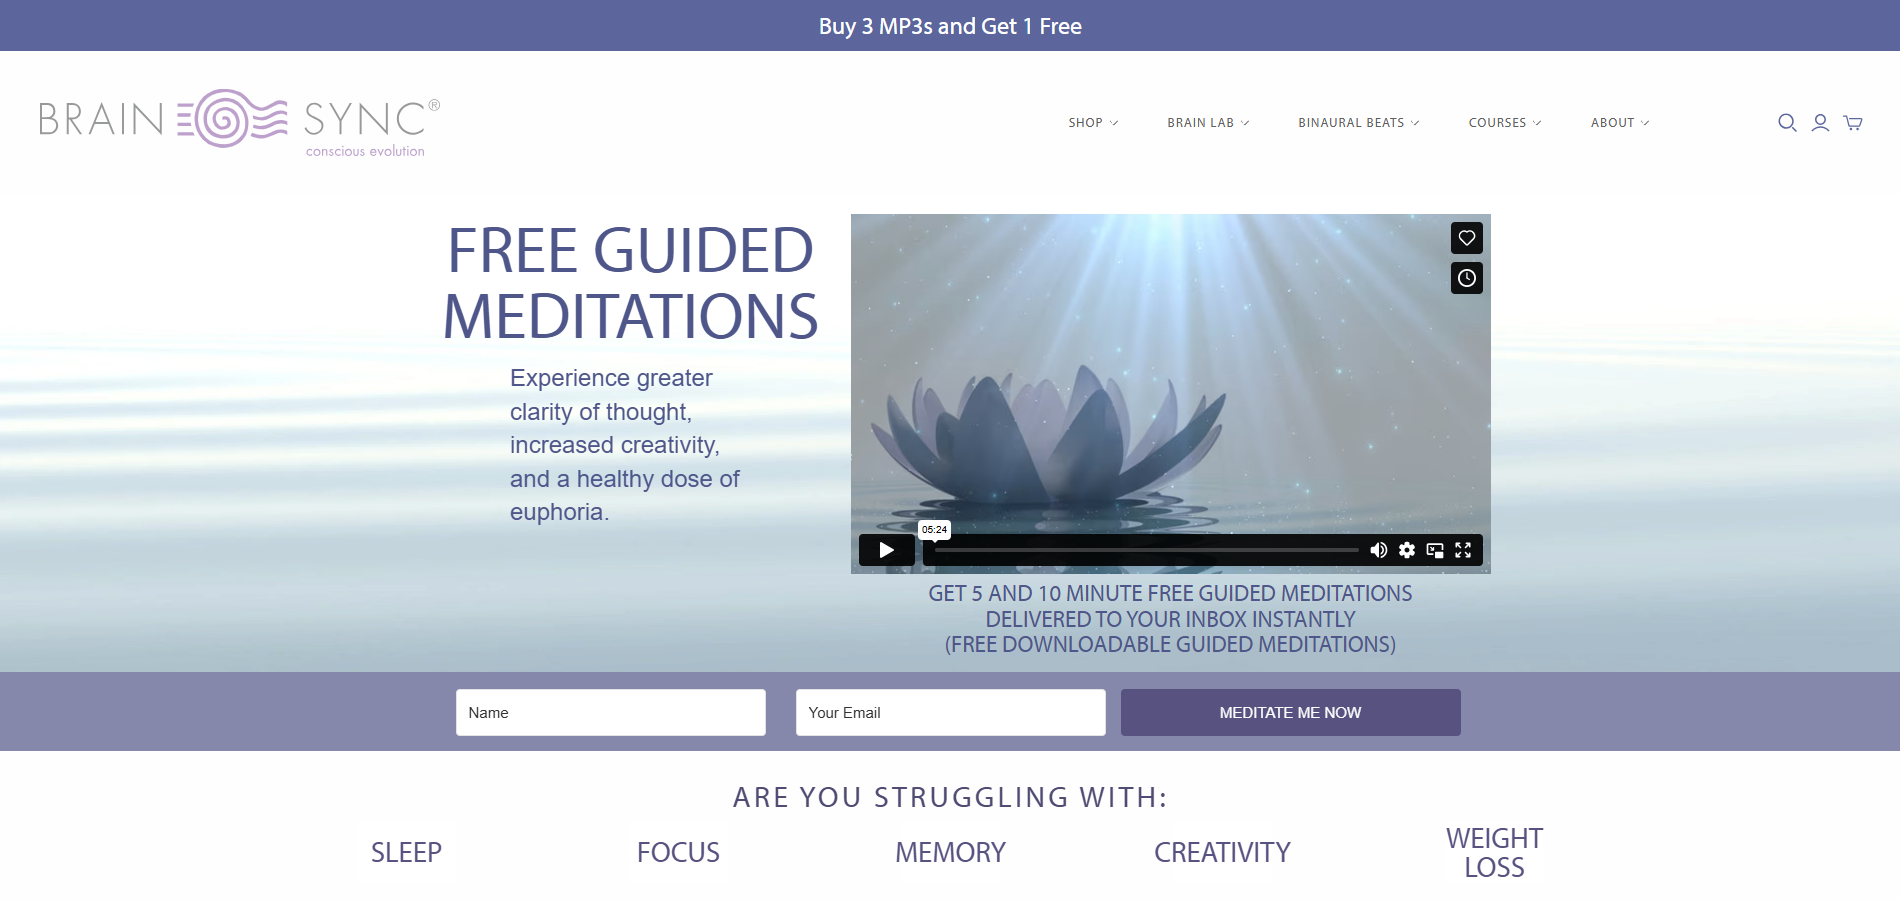 Buy 3 MP3s and Get 1 Free
BRAIN SYNC®
conscious evolution
SHOP
BRAIN LAB
BINAURAL BEATS
COURSES
ABOUT
FREE GUIDED
MEDITATIONS
Experience greater
clarity of thought,
increased creativity,
and a healthy dose of
euphoria.
05:24
GET 5 AND 10 MINUTE FREE GUIDED MEDITATIONS
DELIVERED TO YOUR INBOX INSTANTLY
(FREE DOWNLOADABLE GUIDED MEDITATIONS)
Name
Your Email
MEDITATE ME NOW
ARE YOU STRUGGLING WITH:
SLEEP
FOCUS
MEMORY
CREATIVITY
WEIGHT
LOSS